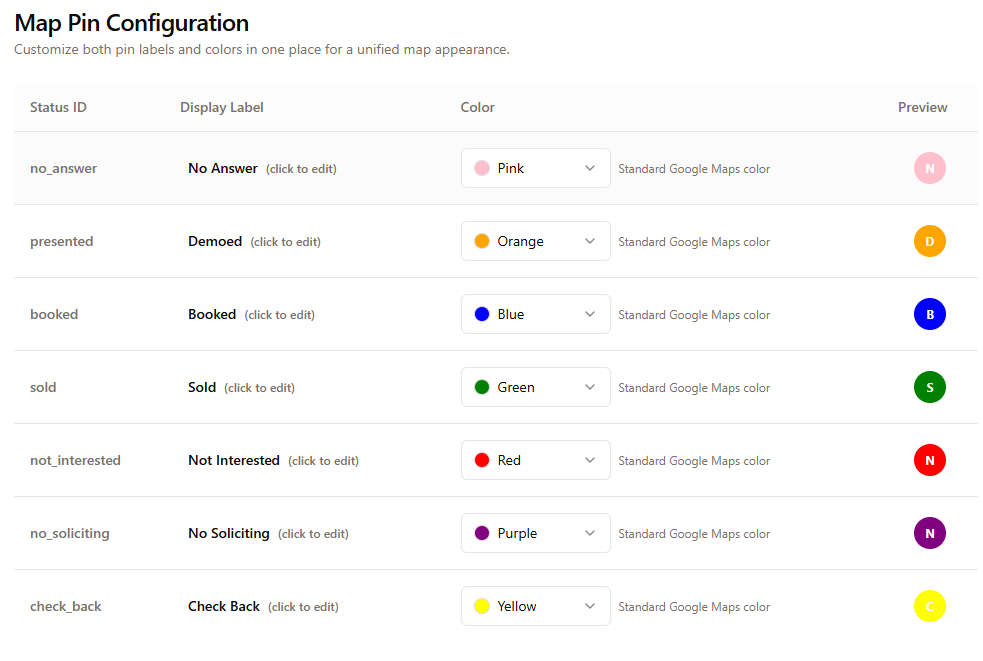 Map Pin Configuration
Customize both pin labels and colors in one place for a unified map appearance.
Status ID Display Label Color Preview
no_answer No Answer (click to edit) Pink Standard Google Maps color N
presented Demoed (click to edit) Orange Standard Google Maps color D
booked Booked (click to edit) Blue Standard Google Maps color B
sold Sold (click to edit) Green Standard Google Maps color S
not_interested Not Interested (click to edit) Red Standard Google Maps color N
no_soliciting No Soliciting (click to edit) Purple Standard Google Maps color N
check_back Check Back (click to edit) Yellow Standard Google Maps color C